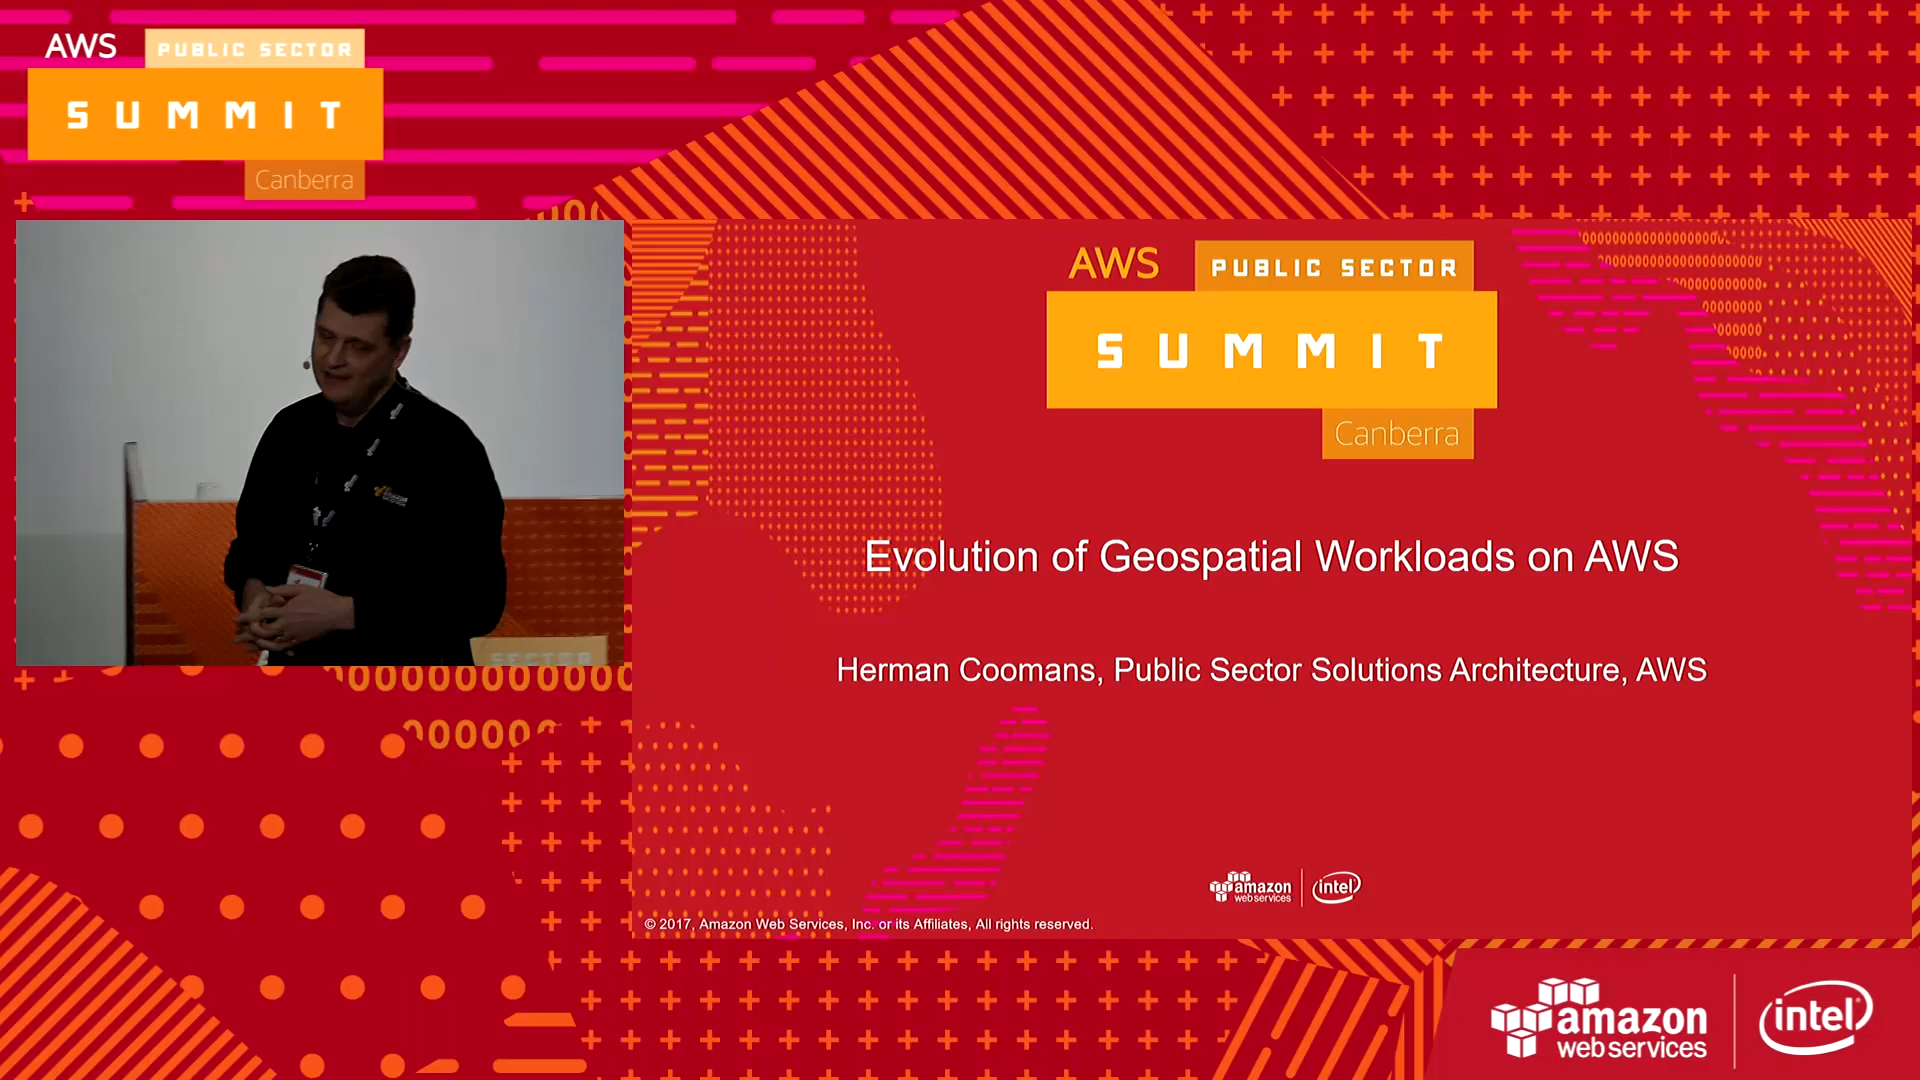 AWS PUBLIC SECTOR
SUMMIT
Canberra
AWS PUBLIC SECTOR
SUMMIT
Canberra
Evolution of Geospatial Workloads on AWS
Herman Coomans, Public Sector Solutions Architecture, AWS
amazon web services
intel
© 2017, Amazon Web Services, Inc. or its Affiliates, All rights reserved.
SECTOR
amazon
web services
intel